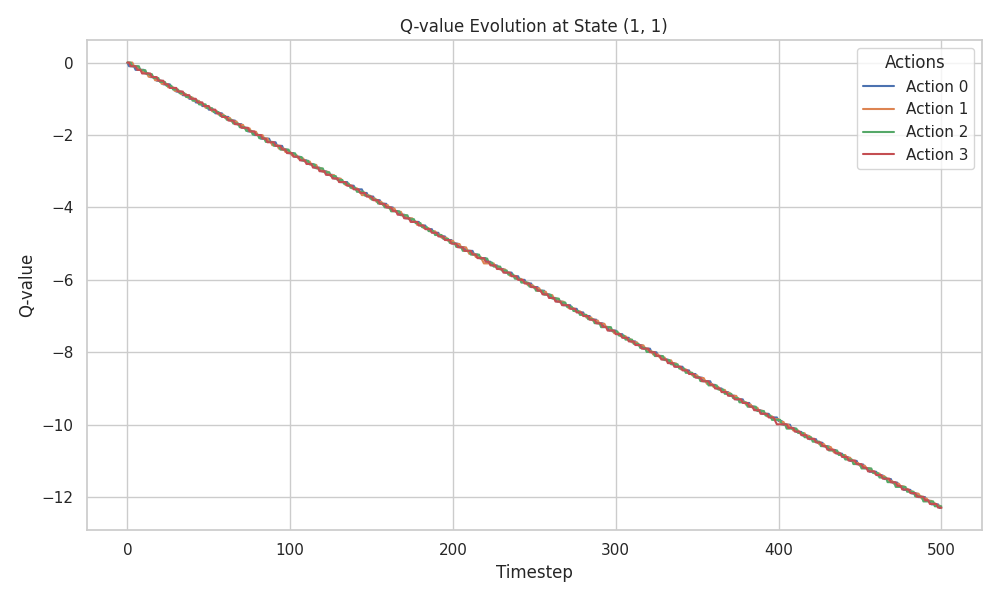 Q-value Evolution at State (1, 1)
Actions
Action 0
Action 1
Action 2
Action 3
Q-value
0
−2
−4
−6
−8
−10
−12
0 100 200 300 400 500
Timestep